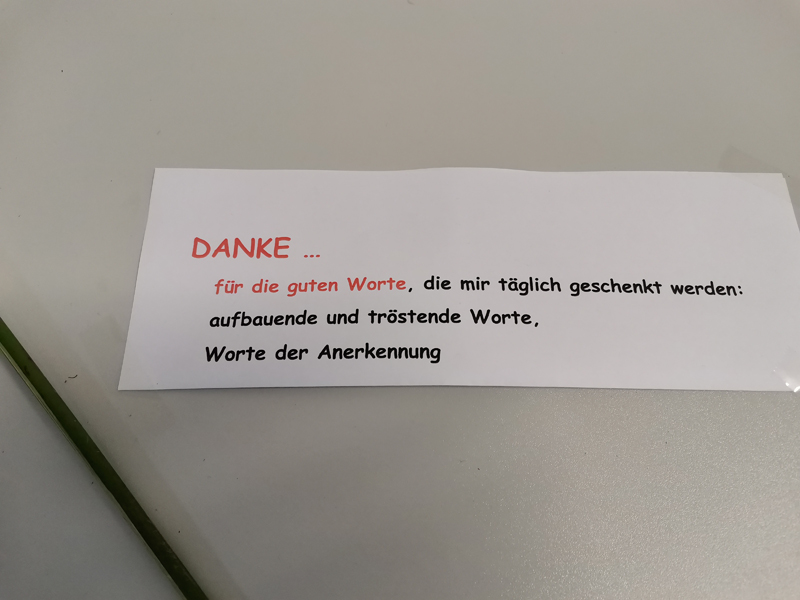 DANKE ...
für die guten Worte, die mir täglich geschenkt werden:
aufbauende und tröstende Worte,
Worte der Anerkennung